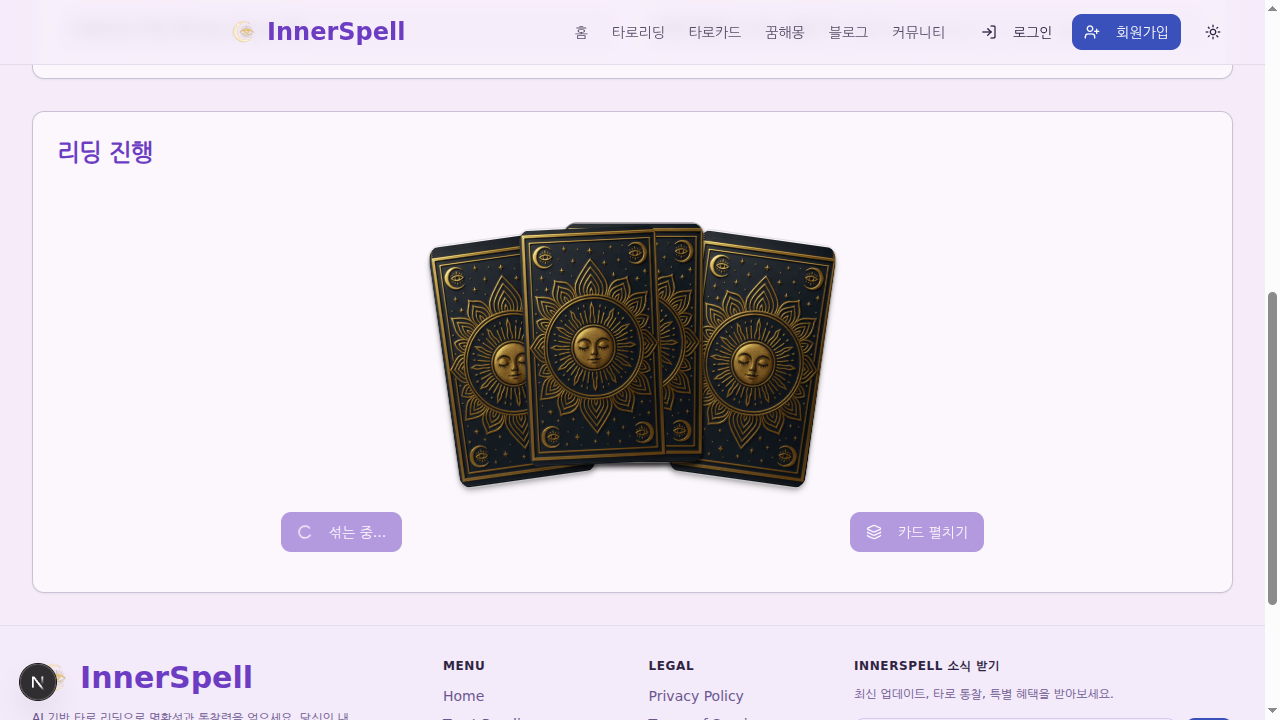 InnerSpell
홈
타로리딩
타로카드
꿈해몽
블로그
커뮤니티
로그인
회원가입
리딩 진행
섞는 중...
카드 펼치기
InnerSpell
AI 기반 타로 리딩으로 명확성과 통찰력을 얻으세요. 당신의 내
MENU
Home
LEGAL
Privacy Policy
INNERSPELL 소식 받기
최신 업데이트, 타로 통찰, 특별 혜택을 받아보세요.